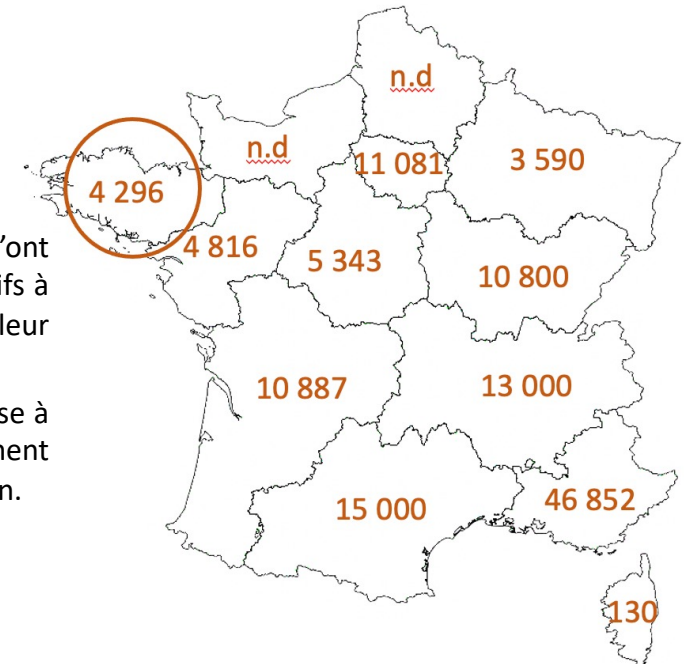 n.d
n.d
11 081
3 590
4 296
4 816
5 343
10 800
'ont
ifs à
leur
10 887
13 000
se à
nent
n.
15 000
46 852
130